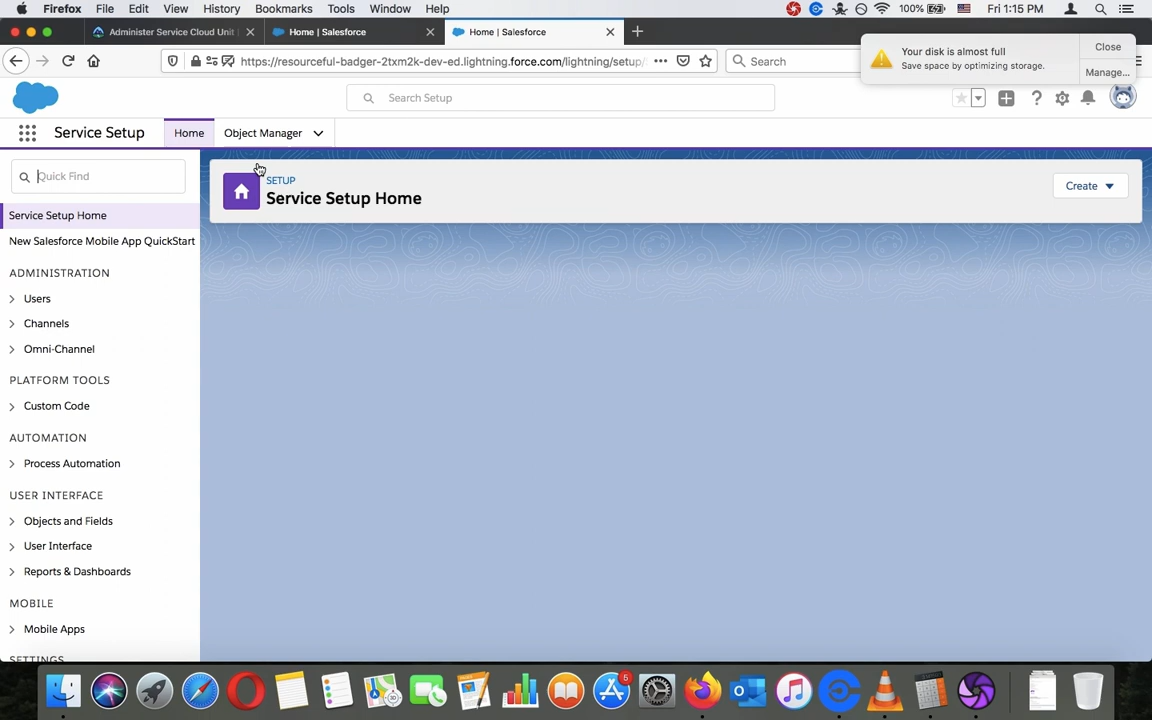 Firefox File Edit View History Bookmarks Tools Window Help 100% Fri 1:15 PM
Administer Service Cloud Unit
Home | Salesforce
Home | Salesforce
https://resourceful-badger-2txm2k-dev-ed.lightning.force.com/lightning/setup/
Search
Your disk is almost full
Save space by optimizing storage.
Close
Manage...
Search Setup
Service Setup Home Object Manager
Quick Find
SETUP
Service Setup Home
Create
Service Setup Home
New Salesforce Mobile App QuickStart
ADMINISTRATION
Users
Channels
Omni-Channel
PLATFORM TOOLS
Custom Code
AUTOMATION
Process Automation
USER INTERFACE
Objects and Fields
User Interface
Reports & Dashboards
MOBILE
Mobile Apps
SETTINGS
6